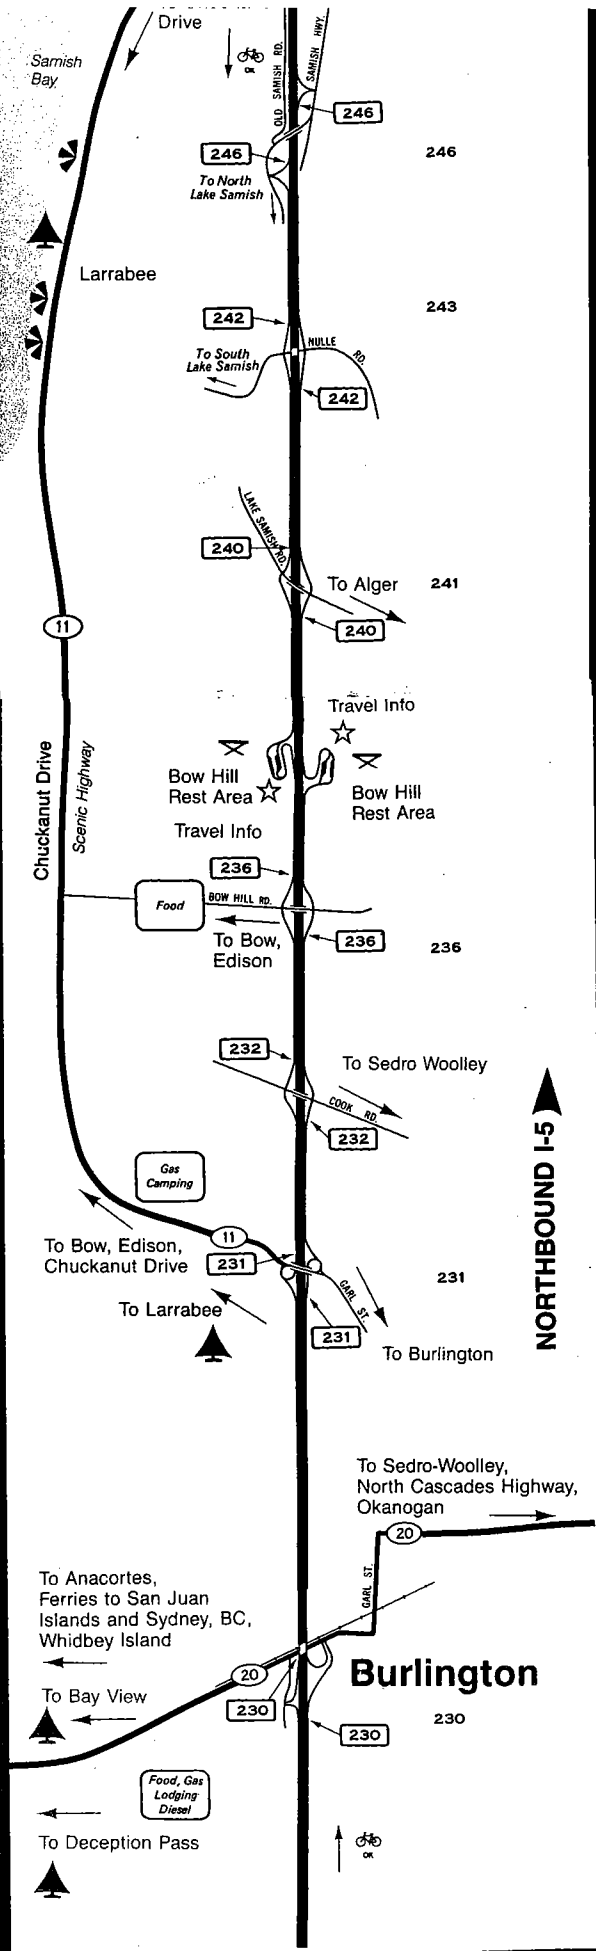 Drive
Samish
Bay
OK
OLD SAMISH RD.
SAMISH HWY.
246
246
246
To North
Lake Samish
Larrabee
243
242
NULLE RD.
To South
Lake Samish
242
LAKE SAMISH RD.
240
To Alger
241
240
11
Travel Info
Chuckanut Drive
Scenic Highway
Bow Hill
Rest Area
Bow Hill
Rest Area
Travel Info
236
Food
BOW HILL RD.
236
To Bow,
Edison
236
232
To Sedro Woolley
COOK RD.
232
NORTHBOUND I-5
Gas
Camping
11
To Bow, Edison,
Chuckanut Drive
231
GARL ST.
231
To Larrabee
231
To Burlington
To Sedro-Woolley,
North Cascades Highway,
Okanogan
20
GARL ST.
To Anacortes,
Ferries to San Juan
Islands and Sydney, BC,
Whidbey Island
20
Burlington
To Bay View
230
230
230
Food, Gas
Lodging
Diesel
To Deception Pass
OK